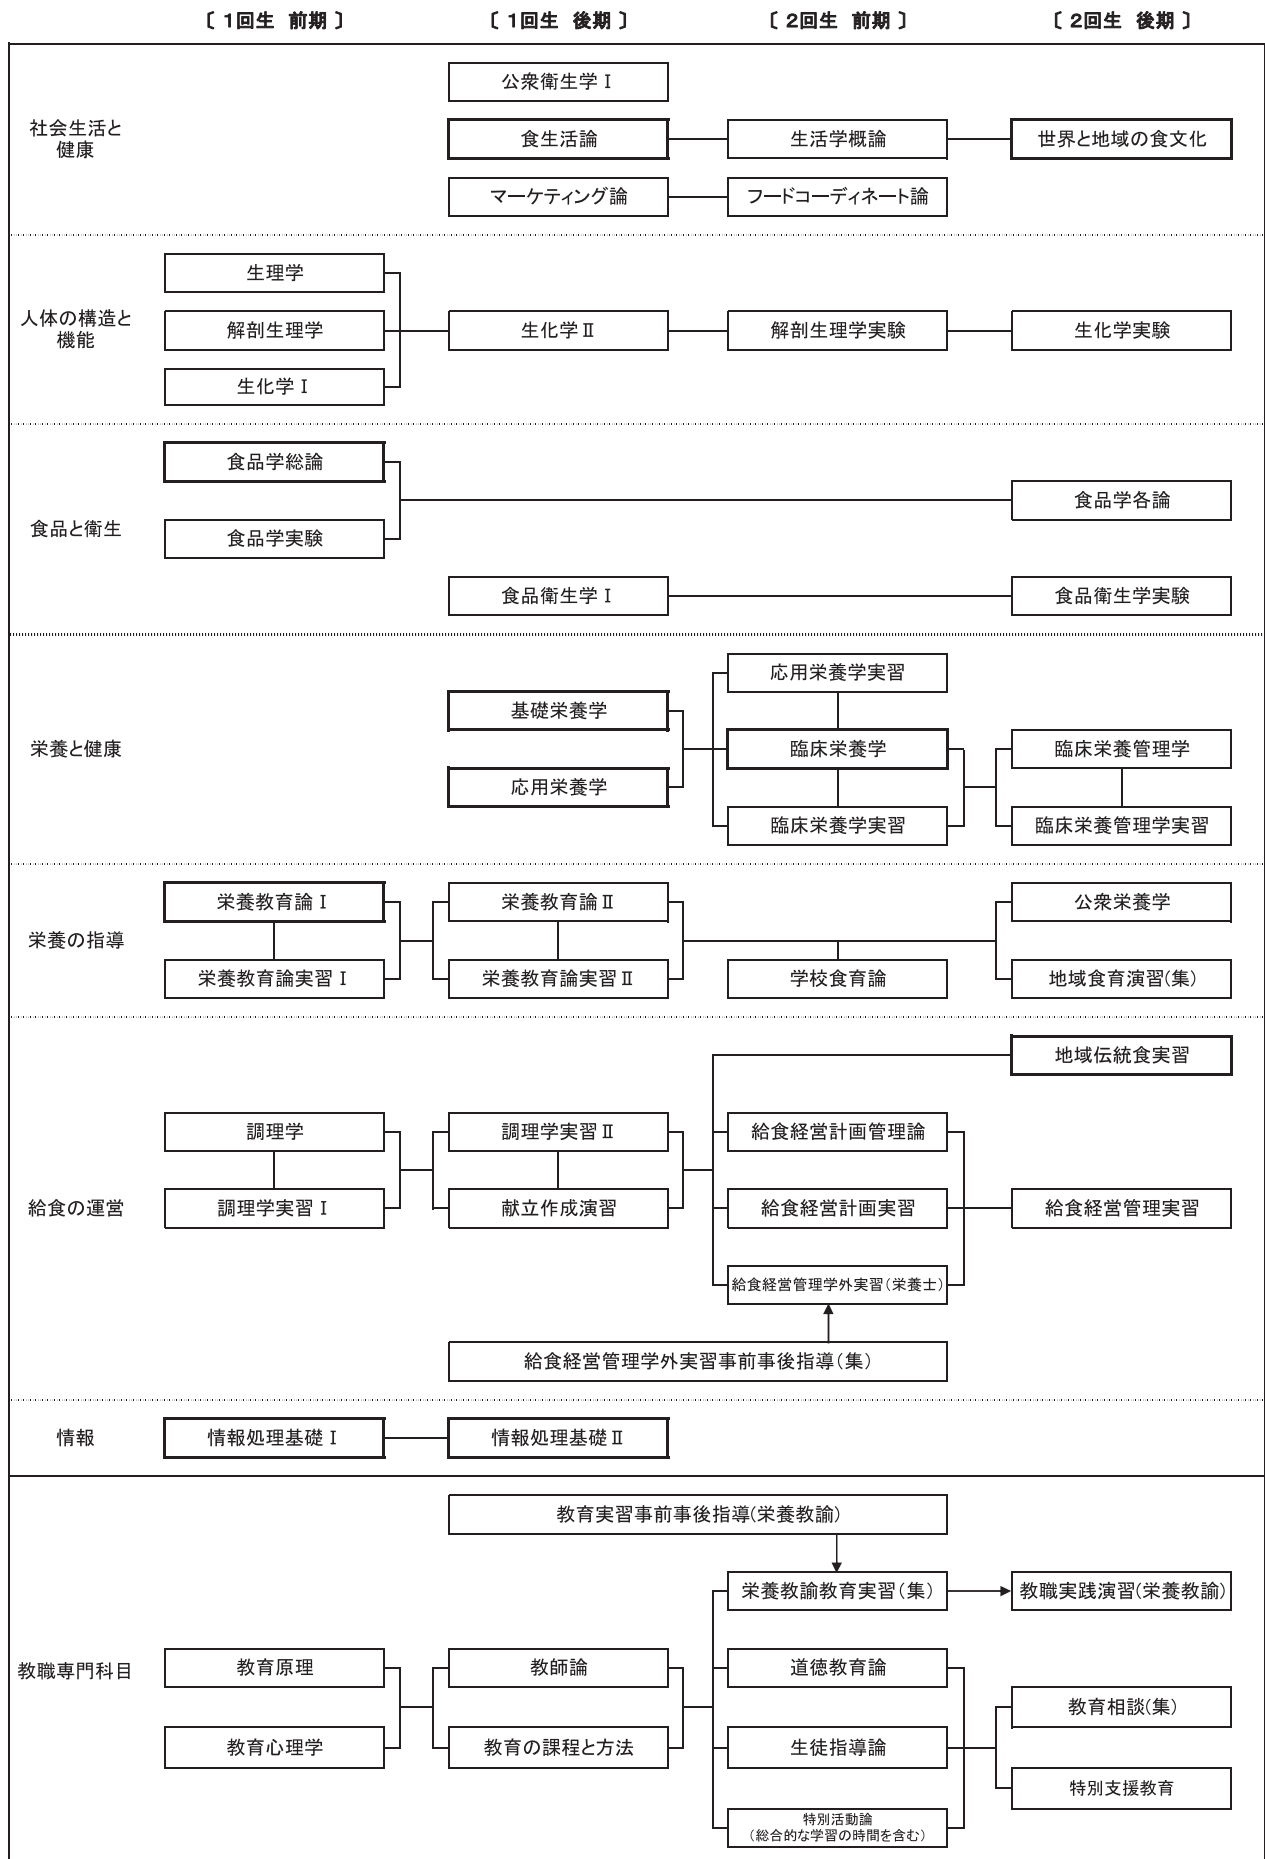 〔 1回生 前期 〕 〔 1回生 後期 〕 〔 2回生 前期 〕 〔 2回生 後期 〕
社会生活と
健康
公衆衛生学Ⅰ
食生活論 生活学概論 世界と地域の食文化
マーケティング論 フードコーディネート論
人体の構造と
機能
生理学
解剖生理学 生化学Ⅱ 解剖生理学実験 生化学実験
生化学Ⅰ
食品と衛生
食品学総論
食品学各論
食品学実験
食品衛生学Ⅰ 食品衛生学実験
栄養と健康
応用栄養学実習
基礎栄養学
臨床栄養学 臨床栄養管理学
応用栄養学
臨床栄養学実習 臨床栄養管理学実習
栄養の指導
栄養教育論Ⅰ 栄養教育論Ⅱ 公衆栄養学
栄養教育論実習Ⅰ 栄養教育論実習Ⅱ 学校食育論 地域食育演習(集)
給食の運営
地域伝統食実習
調理学 調理学実習Ⅱ 給食経営計画管理論
調理学実習Ⅰ 献立作成演習 給食経営計画実習 給食経営管理実習
給食経営管理学外実習(栄養士)
給食経営管理学外実習事前事後指導(集)
情報
情報処理基礎Ⅰ 情報処理基礎Ⅱ
教職専門科目
教育実習事前事後指導(栄養教諭)
栄養教諭教育実習(集) 教職実践演習(栄養教諭)
教育原理 教師論 道徳教育論
教育相談(集)
教育心理学 教育の課程と方法 生徒指導論
特別支援教育
特別活動論
(総合的な学習の時間を含む)